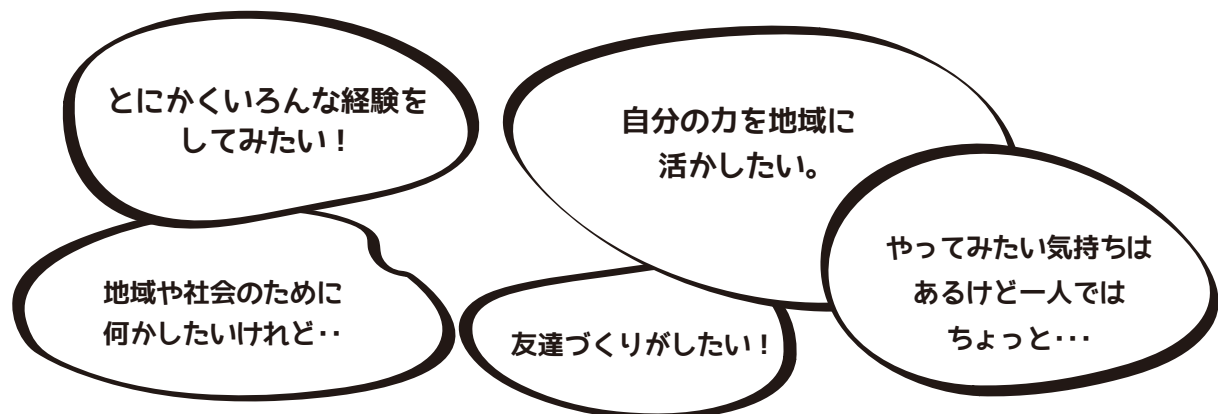 とにかくいろんな経験を
してみたい！
自分の力を地域に
活かしたい。
やってみたい気持ちは
あるけど一人では
ちょっと･･･
地域や社会のために
何かしたいけれど･･
友達づくりがしたい！